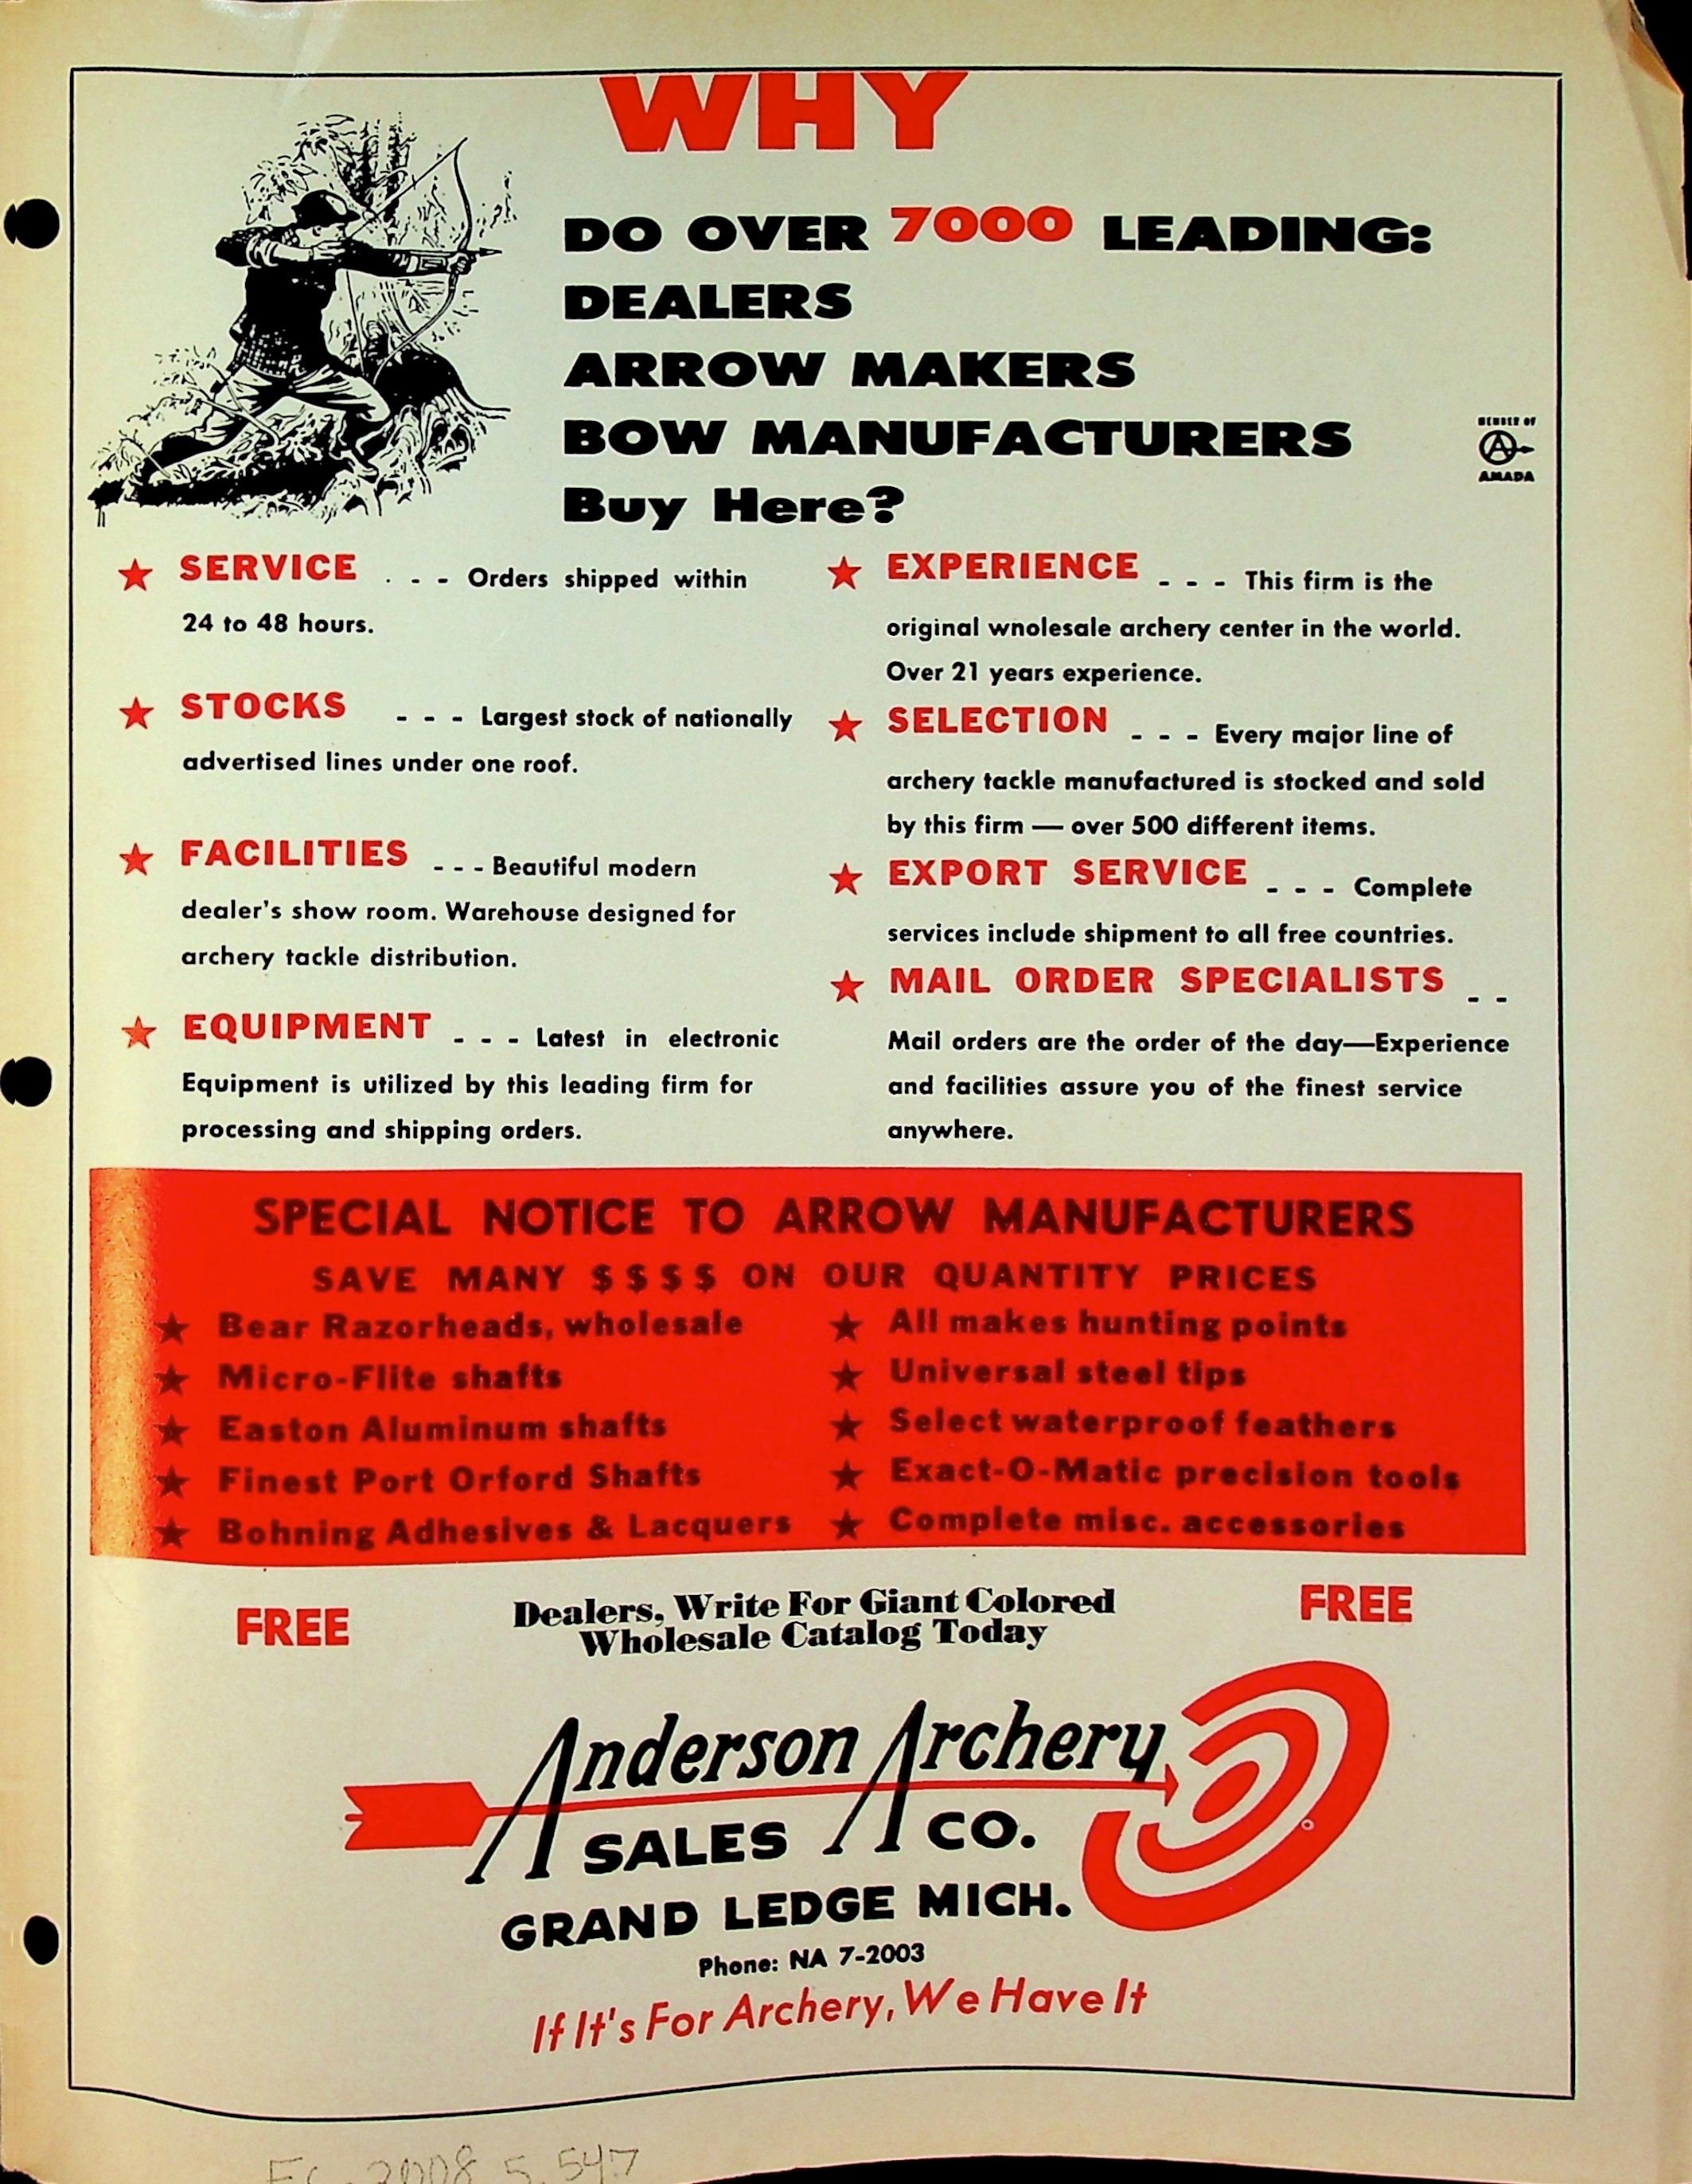 WHY
DO OVER 7000 LEADING:
DEALERS
ARROW MAKERS
BOW MANUFACTURERS
Buy Here?
MEMBER OF
A
AMADA
★ SERVICE . - - Orders shipped within
24 to 48 hours.
★ STOCKS - - - Largest stock of nationally
advertised lines under one roof.
★ FACILITIES - - - Beautiful modern
dealer's show room. Warehouse designed for
archery tackle distribution.
★ EQUIPMENT - - - Latest in electronic
Equipment is utilized by this leading firm for
processing and shipping orders.
★ EXPERIENCE - - - This firm is the
original wnolesale archery center in the world.
Over 21 years experience.
★ SELECTION - - - Every major line of
archery tackle manufactured is stocked and sold
by this firm — over 500 different items.
★ EXPORT SERVICE - - - Complete
services include shipment to all free countries.
★ MAIL ORDER SPECIALISTS - -
Mail orders are the order of the day—Experience
and facilities assure you of the finest service
anywhere.
SPECIAL NOTICE TO ARROW MANUFACTURERS
SAVE MANY $$$$ ON OUR QUANTITY PRICES
★ Bear Razorheads, wholesale
★ Micro-Flite shafts
★ Easton Aluminum shafts
★ Finest Port Orford Shafts
★ Bohning Adhesives & Lacquers
★ All makes hunting points
★ Universal steel tips
★ Select waterproof feathers
★ Exact-O-Matic precision tools
★ Complete misc. accessories
FREE
Dealers, Write For Giant Colored
Wholesale Catalog Today
FREE
Anderson Archery
SALES CO.
GRAND LEDGE MICH.
Phone: NA 7-2003
If It's For Archery, We Have It
2008.5.547